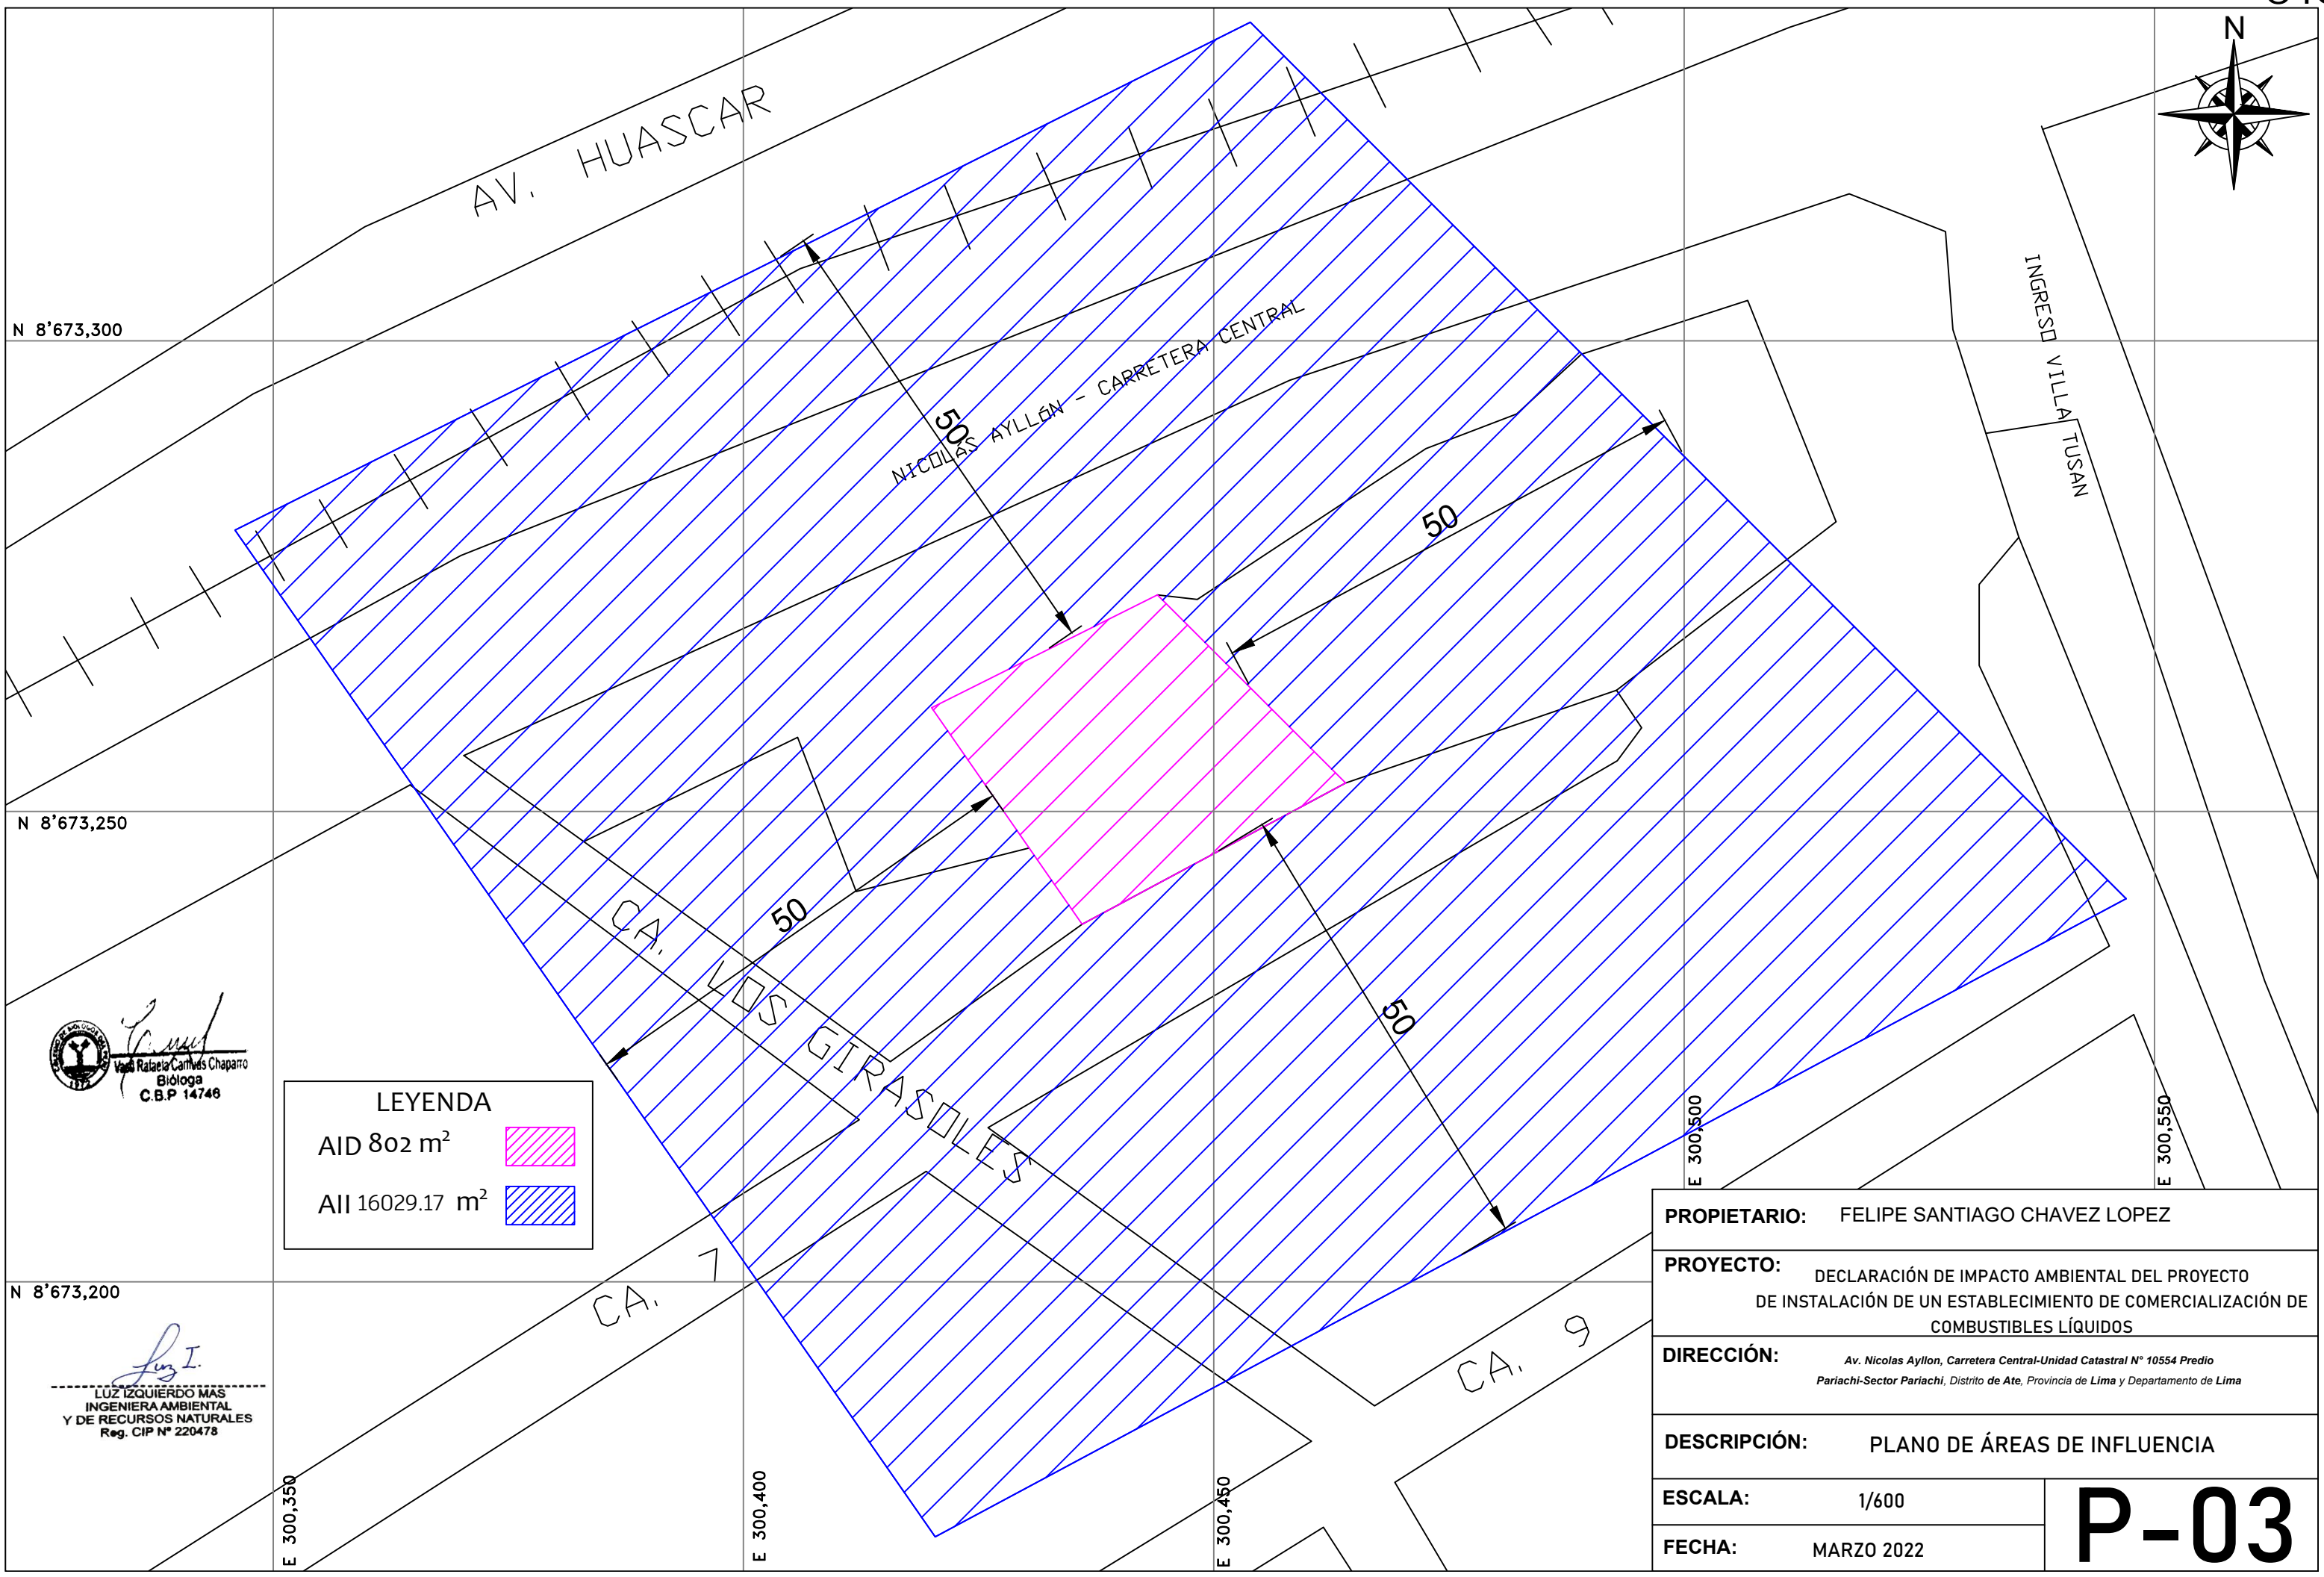 N
AV. HUASCAR
INGRESO VILLA TUSAN
N 8'673,300
NICOLÁS AYLLÓN - CARRETERA CENTRAL
50
50
N 8'673,250
50
50
CA. LOS GIRASOLES
Rafaela Chaparro
Bióloga
C.B.P 14746
LEYENDA
AID 802 m²
AII 16029.17 m²
E 300,500
E 300,550
N 8'673,200
CA. 7
CA. 9
Luz I.
LUZ IZQUIERDO MAS
INGENIERA AMBIENTAL
Y DE RECURSOS NATURALES
Reg. CIP N° 220478
E 300,350
E 300,400
E 300,450
PROPIETARIO: FELIPE SANTIAGO CHAVEZ LOPEZ
PROYECTO: DECLARACIÓN DE IMPACTO AMBIENTAL DEL PROYECTO
DE INSTALACIÓN DE UN ESTABLECIMIENTO DE COMERCIALIZACIÓN DE
COMBUSTIBLES LÍQUIDOS
DIRECCIÓN: Av. Nicolas Ayllon, Carretera Central-Unidad Catastral N° 10554 Predio
Pariachi-Sector Pariachi, Distrito de Ate, Provincia de Lima y Departamento de Lima
DESCRIPCIÓN: PLANO DE ÁREAS DE INFLUENCIA
ESCALA: 1/600
FECHA: MARZO 2022
P-03